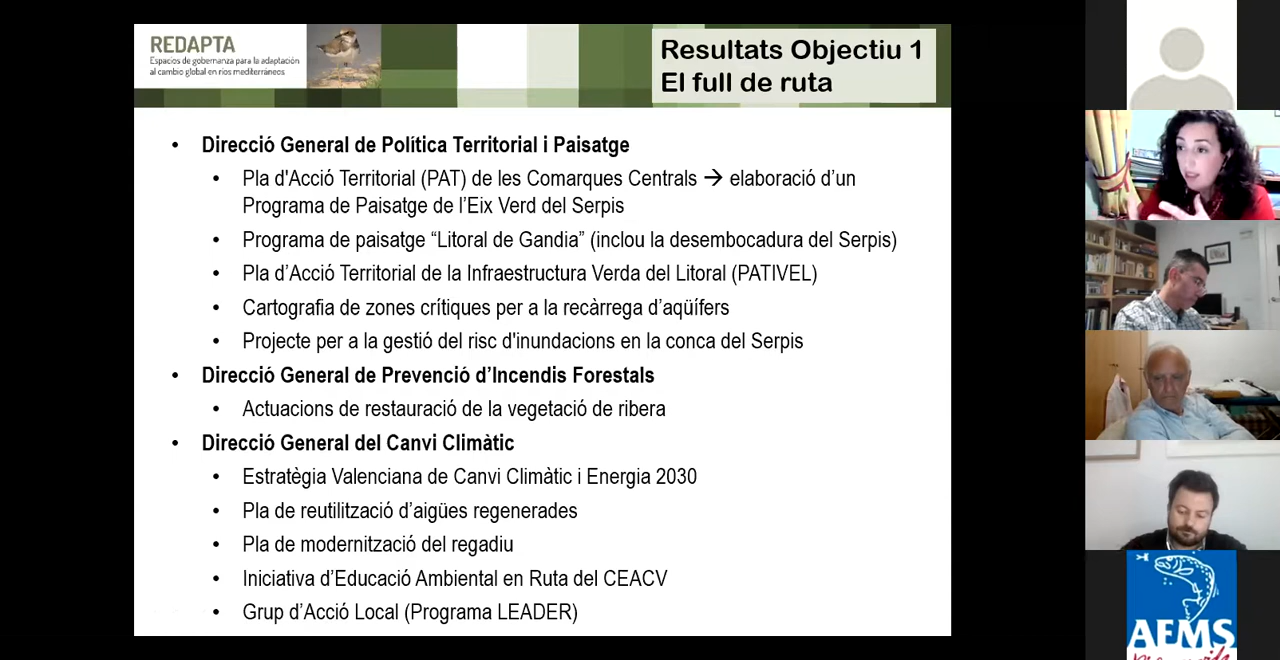 REDAPTA
Espacios de gobernanza para la adaptación
al cambio global en ríos mediterráneos
Resultats Objectiu 1
El full de ruta
• Direcció General de Política Territorial i Paisatge
• Pla d'Acció Territorial (PAT) de les Comarques Centrals → elaboració d’un
Programa de Paisatge de l’Eix Verd del Serpis
• Programa de paisatge “Litoral de Gandia” (inclou la desembocadura del Serpis)
• Pla d’Acció Territorial de la Infraestructura Verda del Litoral (PATIVEL)
• Cartografia de zones crítiques per a la recàrrega d’aqüífers
• Projecte per a la gestió del risc d'inundacions en la conca del Serpis
• Direcció General de Prevenció d’Incendis Forestals
• Actuacions de restauració de la vegetació de ribera
• Direcció General del Canvi Climàtic
• Estratègia Valenciana de Canvi Climàtic i Energia 2030
• Pla de reutilització d’aigües regenerades
• Pla de modernització del regadiu
• Iniciativa d’Educació Ambiental en Ruta del CEACV
• Grup d’Acció Local (Programa LEADER)
AEMS